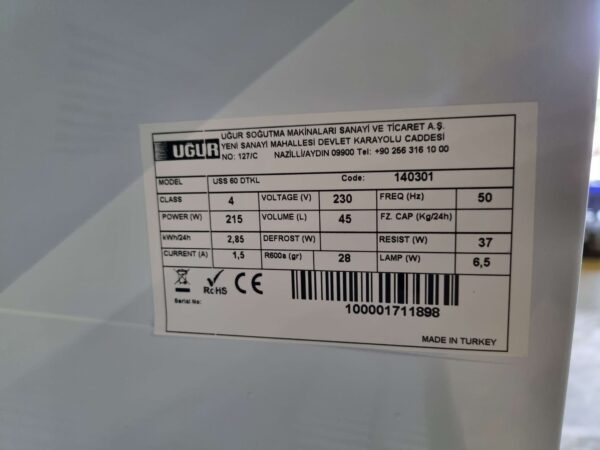 UĞUR
UĞUR SOĞUTMA MAKİNALARI SANAYİ VE TİCARET A.Ş.
YENİ SANAYİ MAHALLESİ DEVLET KARAYOLU CADDESİ
NO: 127/C NAZİLLİ/AYDIN 09900 Tel: +90 256 316 10 00
MODEL USS 60 DTKL Code: 140301
CLASS 4 VOLTAGE (V) 230 FREQ (Hz) 50
POWER (W) 215 VOLUME (L) 45 FZ. CAP (Kg/24h)
kWh/24h 2,85 DEFROST (W) RESIST (W) 37
CURRENT (A) 1,5 R600a (gr) 28 LAMP (W) 6,5
RoHS CE
Serial No:
100001711898
MADE IN TURKEY